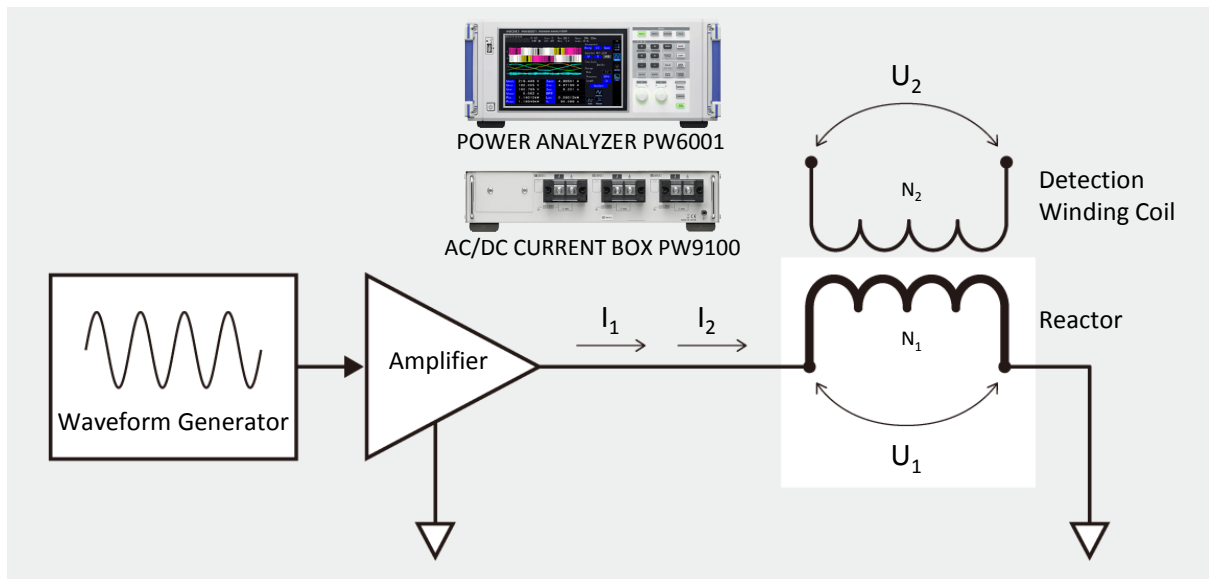 POWER ANALYZER PW6001
AC/DC CURRENT BOX PW9100
U2
N2
Detection
Winding Coil
I1
I2
Amplifier
Waveform Generator
N1
Reactor
U1